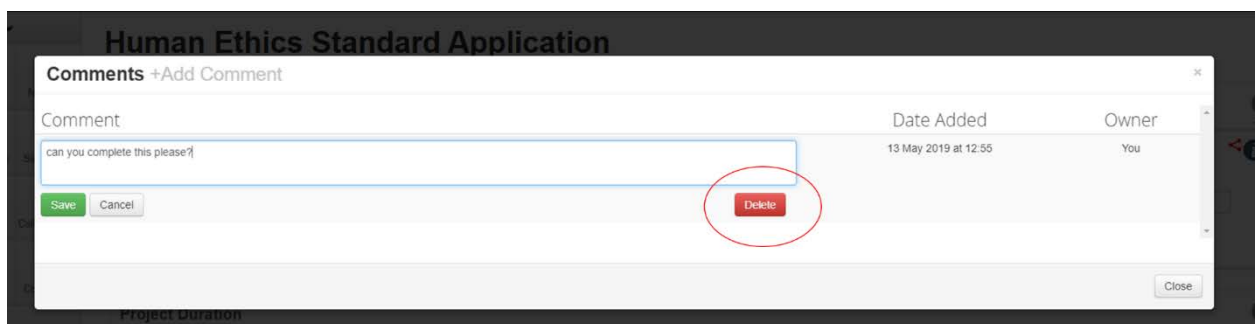 Human Ethics Standard Application
Comments +Add Comment ×
Comment Date Added Owner
can you complete this please? 13 May 2019 at 12:55 You
Save Cancel Delete
Close
Project Duration